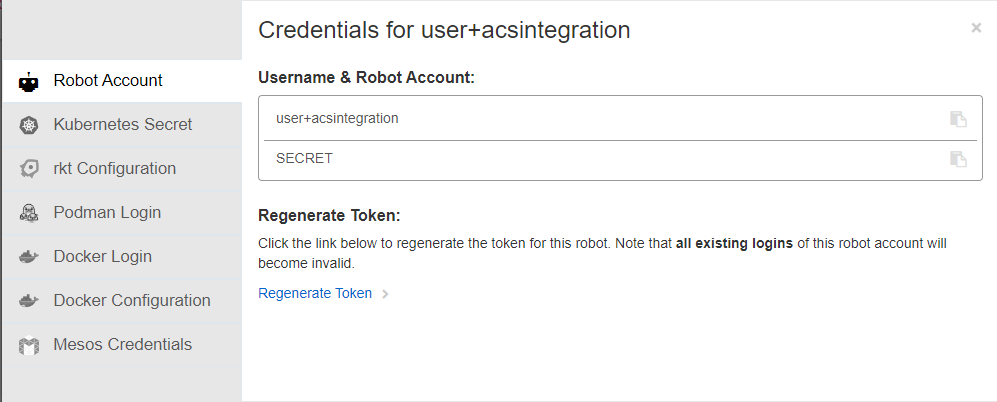 Credentials for user+acsintegration
Robot Account
Kubernetes Secret
rkt Configuration
Podman Login
Docker Login
Docker Configuration
Mesos Credentials
Username & Robot Account:
user+acsintegration
SECRET
Regenerate Token:
Click the link below to regenerate the token for this robot. Note that all existing logins of this robot account will
become invalid.
Regenerate Token